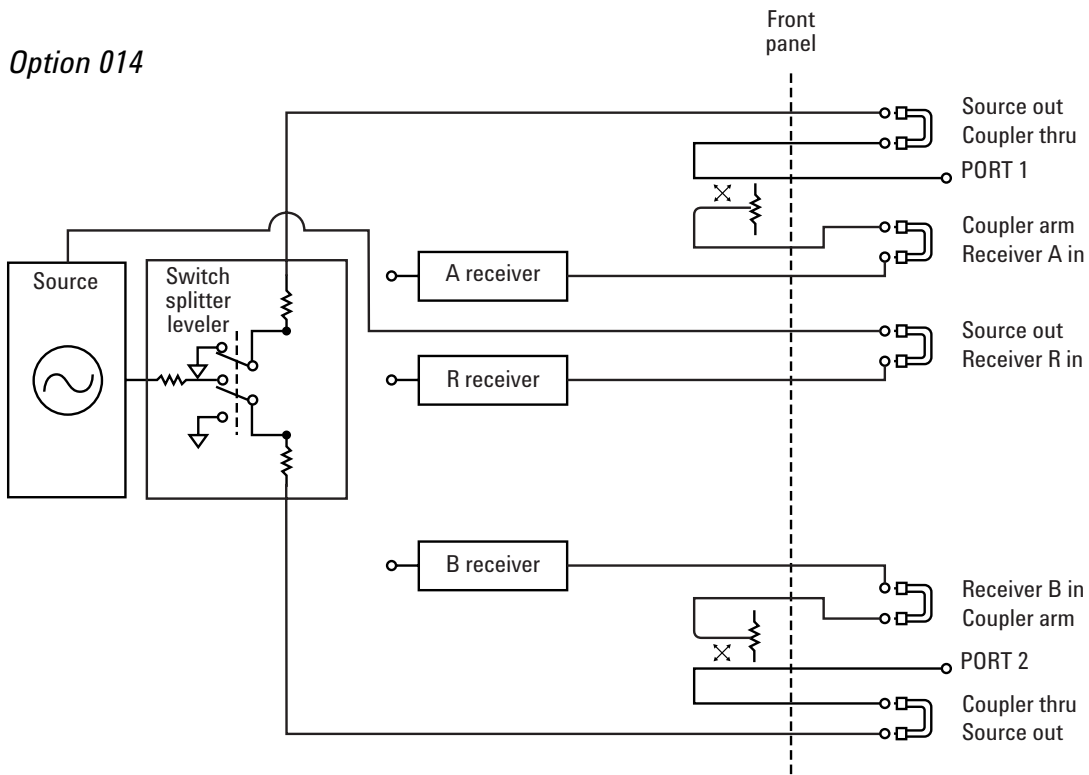 Option 014
Front
panel
Source out
Coupler thru
PORT 1
Coupler arm
Receiver A in
Source
Switch
splitter
leveler
A receiver
Source out
Receiver R in
R receiver
B receiver
Receiver B in
Coupler arm
PORT 2
Coupler thru
Source out